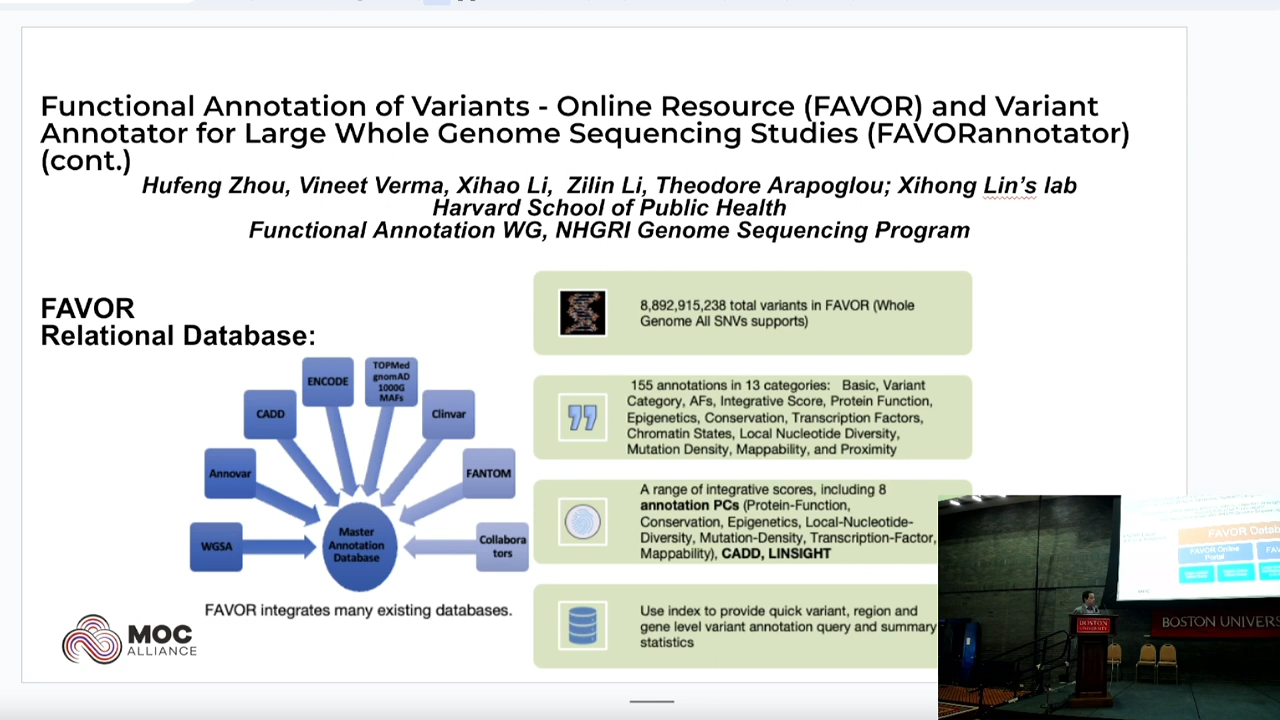 Functional Annotation of Variants - Online Resource (FAVOR) and Variant
Annotator for Large Whole Genome Sequencing Studies (FAVORannotator)
(cont.)
Hufeng Zhou, Vineet Verma, Xihao Li, Zilin Li, Theodore Arapoglou; Xihong Lin's lab
Harvard School of Public Health
Functional Annotation WG, NHGRI Genome Sequencing Program
FAVOR
Relational Database:
ENCODE
TOPMed
gnomAD
1000G
MAFs
CADD
Clinvar
Annovar
FANTOM
WGSA
Collabora
tors
Master
Annotation
Database
FAVOR integrates many existing databases.
MOC
ALLIANCE
8,892,915,238 total variants in FAVOR (Whole
Genome All SNVs supports)
155 annotations in 13 categories: Basic, Variant
Category, AFs, Integrative Score, Protein Function,
Epigenetics, Conservation, Transcription Factors,
Chromatin States, Local Nucleotide Diversity,
Mutation Density, Mappability, and Proximity
A range of integrative scores, including 8
annotation PCs (Protein-Function,
Conservation, Epigenetics, Local-Nucleotide-
Diversity, Mutation-Density, Transcription-Factor,
Mappability), CADD, LINSIGHT
Use index to provide quick variant, region and
gene level variant annotation query and summary
statistics
FAVOR Datab
FAVOR Online
Portal
FAV
BOSTON
BOSTON UNIVERS